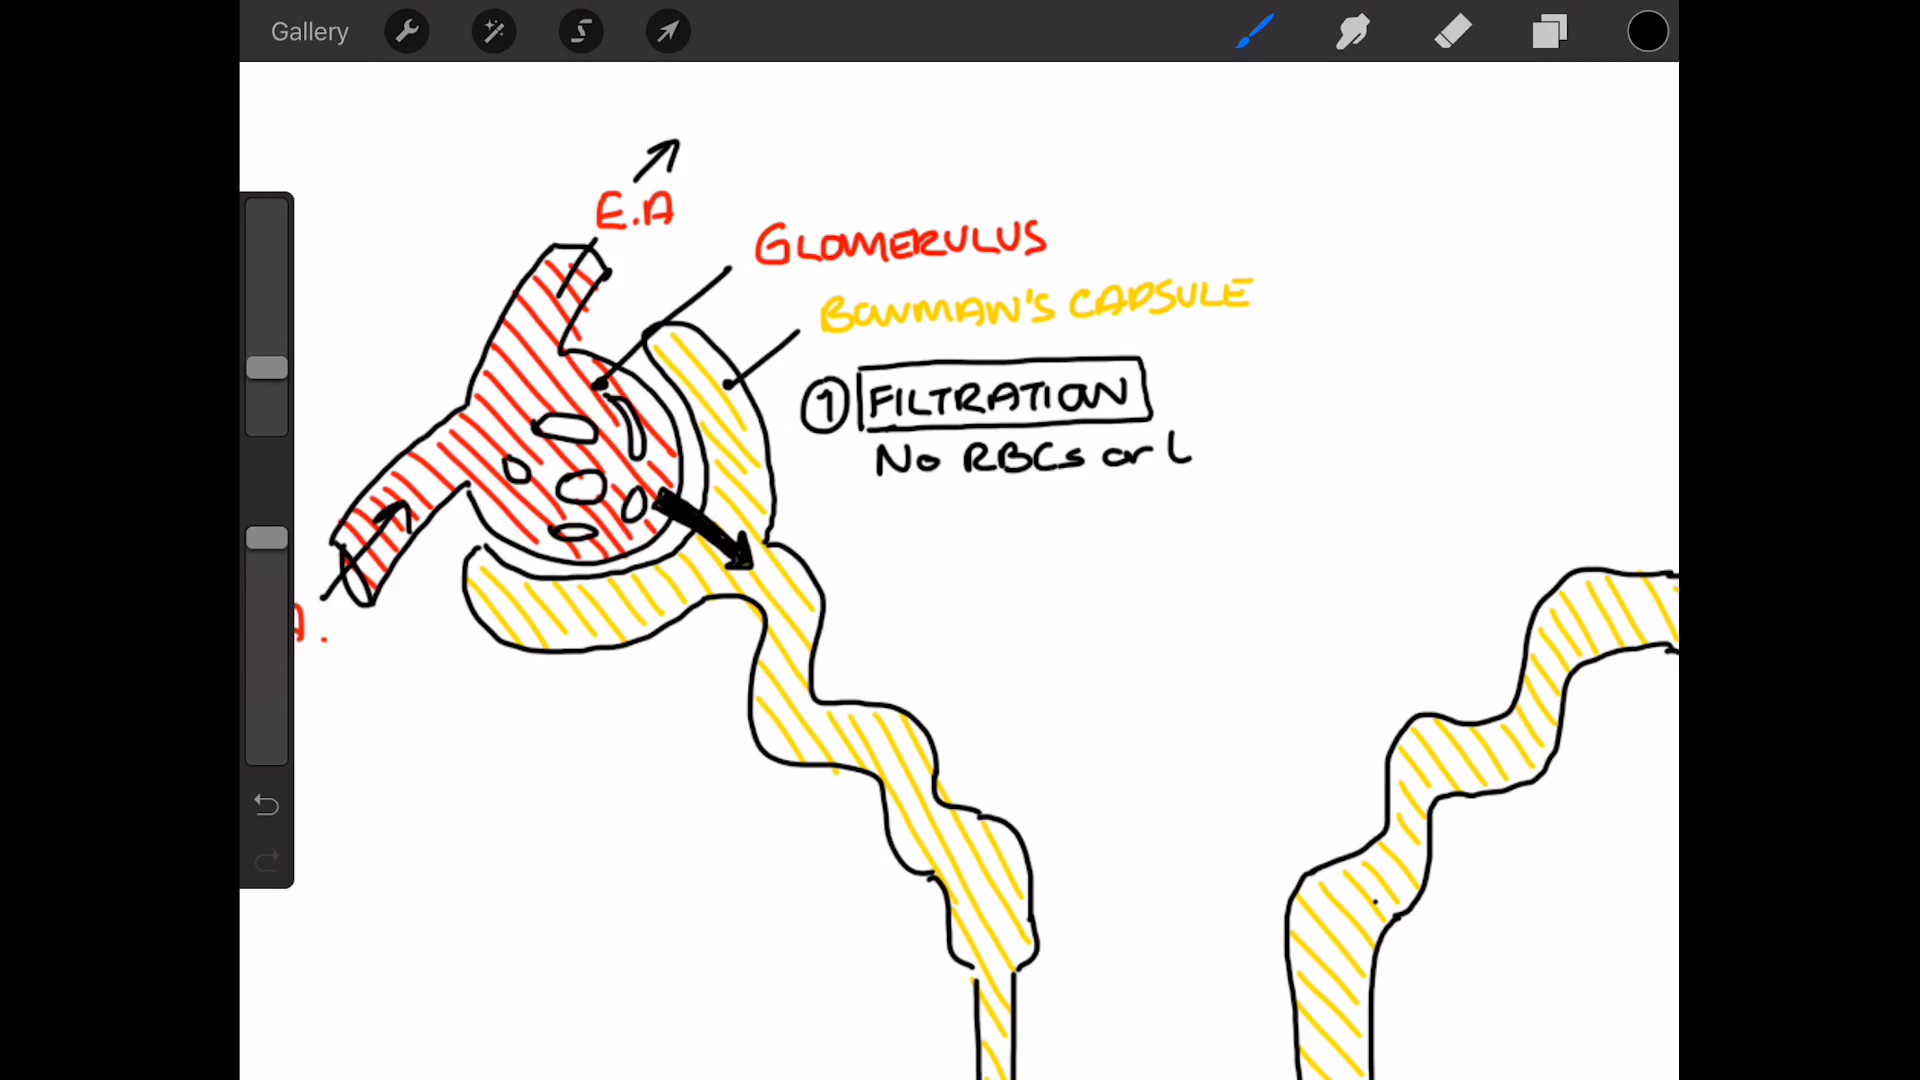 Gallery
E.A
GLOMERULUS
BOWMAN'S CAPSULE
① FILTRATION
No RBCs or L
A.